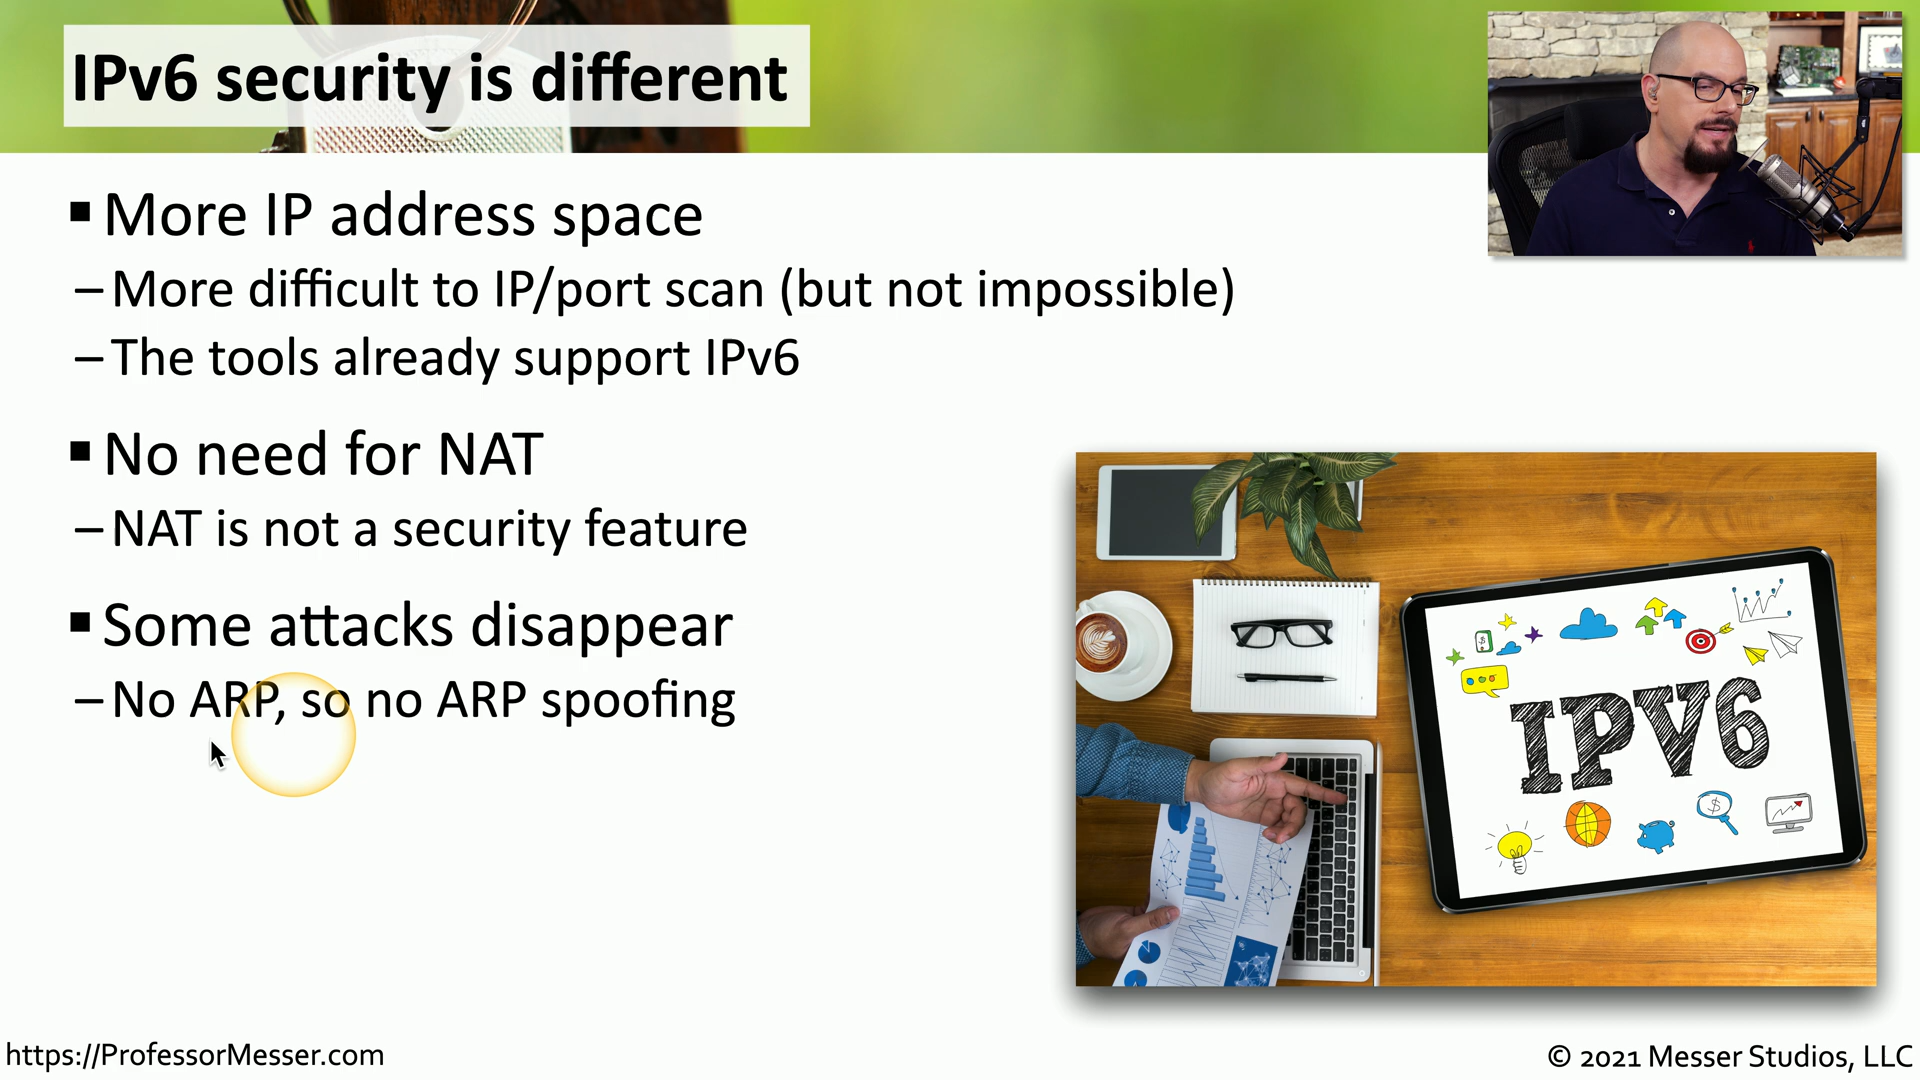 IPv6 security is different
▪ More IP address space
– More difficult to IP/port scan (but not impossible)
– The tools already support IPv6
▪ No need for NAT
– NAT is not a security feature
▪ Some attacks disappear
– No ARP, so no ARP spoofing
IPV6
https://ProfessorMesser.com
© 2021 Messer Studios, LLC